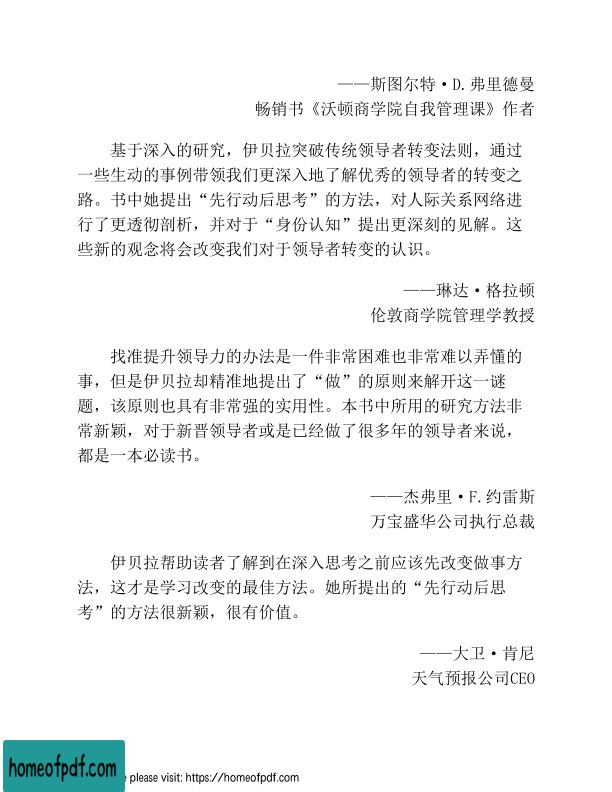 ——斯图尔特·D.弗里德曼
畅销书《沃顿商学院自我管理课》作者
基于深入的研究，伊贝拉突破传统领导者转变法则，通过
一些生动的事例带领我们更深入地了解优秀的领导者的转变之
路。书中她提出“先行动后思考”的方法，对人际关系网络进
行了更透彻剖析，并对于“身份认知”提出更深刻的见解。这
些新的观念将会改变我们对于领导者转变的认识。
——琳达·格拉顿
伦敦商学院管理学教授
找准提升领导力的办法是一件非常困难也非常难以弄懂的
事，但是伊贝拉却精准地提出了“做”的原则来解开这一谜
题，该原则也具有非常强的实用性。本书中所用的研究方法非
常新颖，对于新晋领导者或是已经做了很多年的领导者来说，
都是一本必读书。
——杰弗里·F.约雷斯
万宝盛华公司执行总裁
伊贝拉帮助读者了解到在深入思考之前应该先改变做事方
法，这才是学习改变的最佳方法。她所提出的“先行动后思
考”的方法很新颖，很有价值。
——大卫·肯尼
天气预报公司CEO
homeofpdf.com
e please visit: https://homeofpdf.com